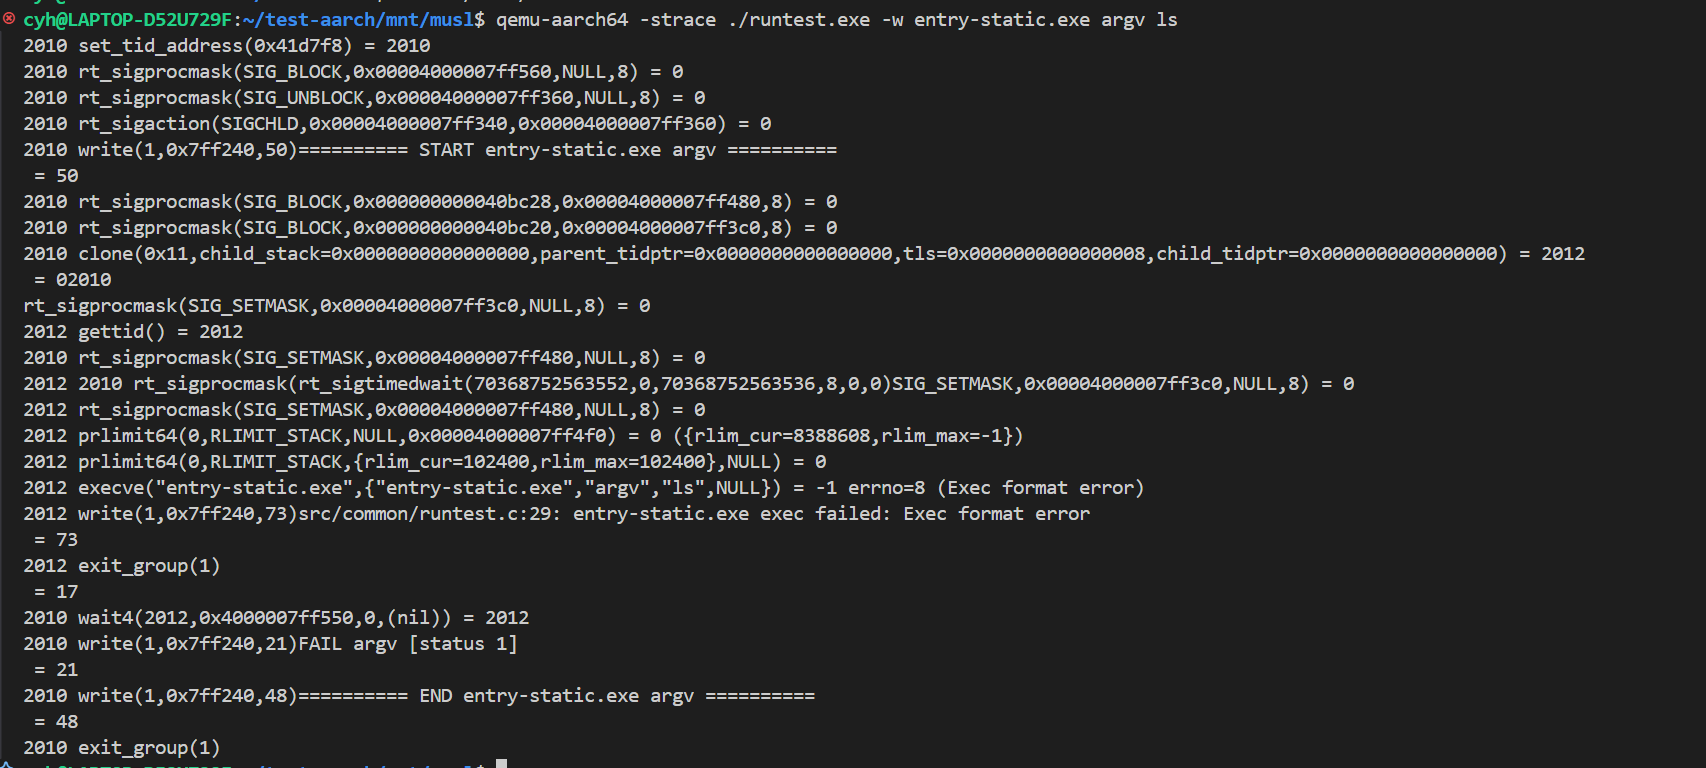 cyh@LAPTOP-D52U729F:~/test-aarch/mnt/musl$ qemu-aarch64 -strace ./runtest.exe -w entry-static.exe argv ls
2010 set_tid_address(0x41d7f8) = 2010
2010 rt_sigprocmask(SIG_BLOCK,0x00004000007ff560,NULL,8) = 0
2010 rt_sigprocmask(SIG_UNBLOCK,0x00004000007ff360,NULL,8) = 0
2010 rt_sigaction(SIGCHLD,0x00004000007ff340,0x00004000007ff360) = 0
2010 write(1,0x7ff240,50)========== START entry-static.exe argv ==========
 = 50
2010 rt_sigprocmask(SIG_BLOCK,0x000000000040bc28,0x00004000007ff480,8) = 0
2010 rt_sigprocmask(SIG_BLOCK,0x000000000040bc20,0x00004000007ff3c0,8) = 0
2010 clone(0x11,child_stack=0x0000000000000000,parent_tidptr=0x0000000000000000,tls=0x0000000000000008,child_tidptr=0x0000000000000000) = 2012
 = 02010
rt_sigprocmask(SIG_SETMASK,0x00004000007ff3c0,NULL,8) = 0
2012 gettid() = 2012
2010 rt_sigprocmask(SIG_SETMASK,0x00004000007ff480,NULL,8) = 0
2012 2010 rt_sigprocmask(rt_sigtimedwait(70368752563552,0,70368752563536,8,0,0)SIG_SETMASK,0x00004000007ff3c0,NULL,8) = 0
2012 rt_sigprocmask(SIG_SETMASK,0x00004000007ff480,NULL,8) = 0
2012 prlimit64(0,RLIMIT_STACK,NULL,0x00004000007ff4f0) = 0 ({rlim_cur=8388608,rlim_max=-1})
2012 prlimit64(0,RLIMIT_STACK,{rlim_cur=102400,rlim_max=102400},NULL) = 0
2012 execve("entry-static.exe",{"entry-static.exe","argv","ls",NULL}) = -1 errno=8 (Exec format error)
2012 write(1,0x7ff240,73)src/common/runtest.c:29: entry-static.exe exec failed: Exec format error
 = 73
2012 exit_group(1)
 = 17
2010 wait4(2012,0x4000007ff550,0,(nil)) = 2012
2010 write(1,0x7ff240,21)FAIL argv [status 1]
 = 21
2010 write(1,0x7ff240,48)========== END entry-static.exe argv ==========
 = 48
2010 exit_group(1)